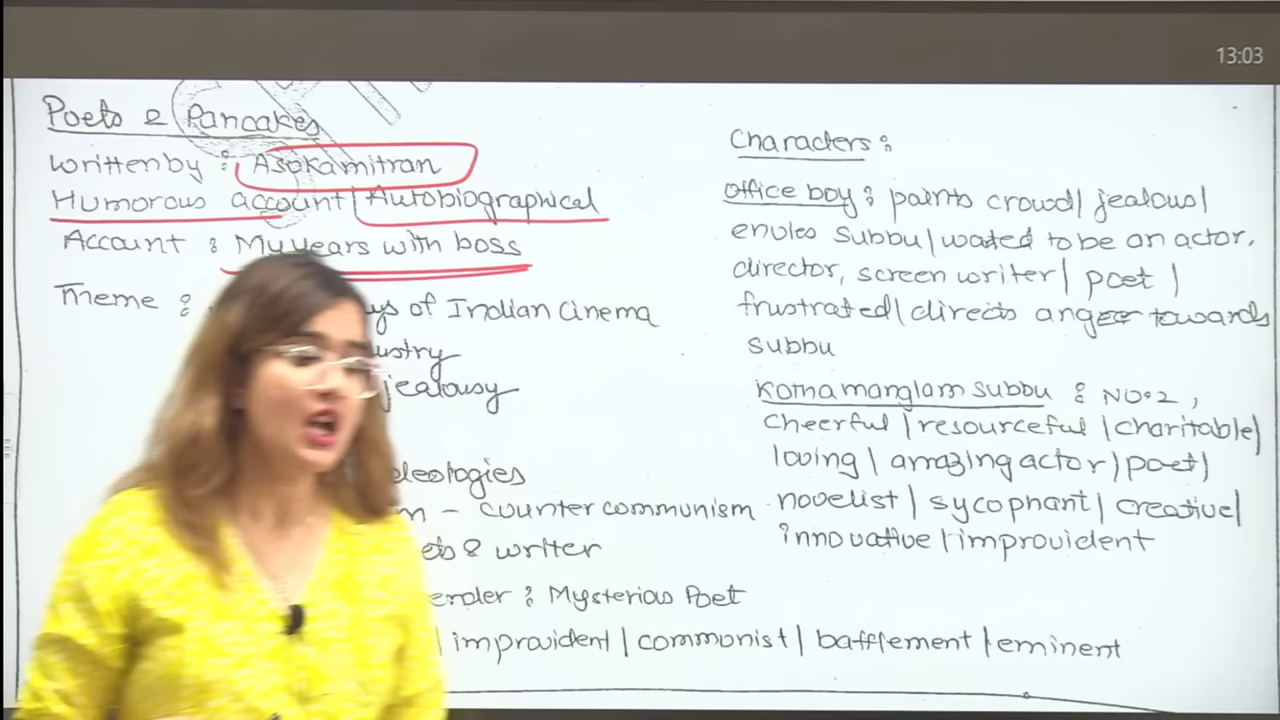 13:03
Poets & Pancakes
Written by : Asokamitran
Humorous account | Autobiographical
Account : My years with boss
Theme : ys of Indian Cinema
ustry
jealousy
deologies
m - counter communism
ets & writer
ender : Mysterious Poet
| improvident | communist | bafflement | eminent
Characters :
Office boy : paints crowd | jealous |
envies subbu | wated to be an actor,
director, screen writer | poet |
frustrated | directs anger towards
subbu
Kothamanglam subbu : NO.2 ,
Cheerful | resourceful | charitable |
loving | amazing actor | poet |
novelist | sycophant | creative |
innovative | improvident